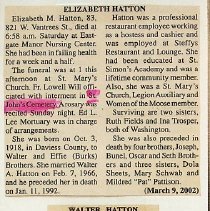 ELIZABETH HATTON
Elizabeth M. Hatton, 83,
821 W. Vantrees St., died at
6:58 a.m. Saturday at East-
gate Manor Nursing Center.
She had been in failing health
for a week and a half.
The funeral was at 1 this
afternoon at St. Mary's
Church. Fr. Lowell Will offi-
ciated with interment in St.
John's Cemetery. A rosary was
recited Sunday night. Ed L.
Lee Mortuary was in charge
of arrangements.
She was born on Oct. 3,
1918, in Daviess County, to
Walter and Effie (Burks)
Brothers. She married Walter
A. Hatton on Feb. 7, 1966,
and he preceded her in death
on Jan. 11, 1992.
Hatton was a professional
restaurant employee working
as a hostess and cashier and
was employed at Steffys
Restaurant and Lounge. She
had been educated at St.
Simon's Academy and was a
lifetime community member.
Also, she was a St. Mary's
Church, Legion Auxiliary and
Women of the Moose member.
Surviving are two sisters,
Ruth Fields and Ina Trosper,
both of Washington.
She was also preceded in
death by four brothers, Joseph,
Bunel, Oscar and Seth Broth-
ers and three sisters, Dola
Sheets, Mary Schwab and
Mildred "Pat" Pattison.
(March 9, 2002)
WALTER HATTON